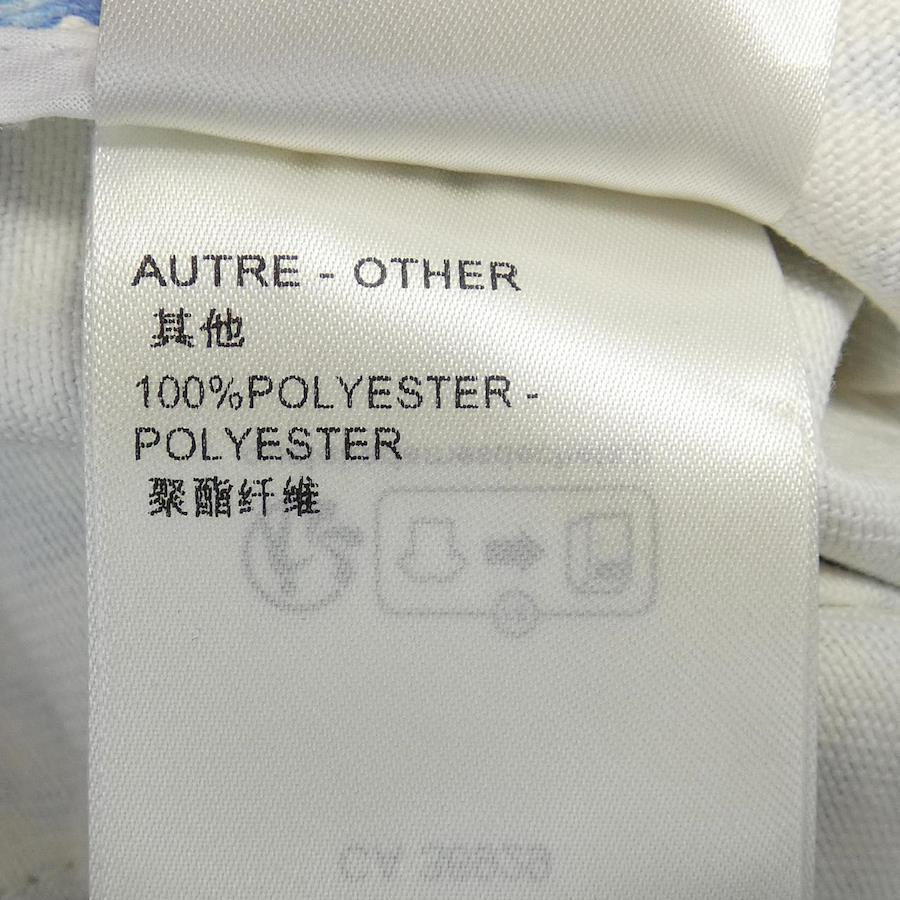 AUTRE - OTHER
其他
100%POLYESTER -
POLYESTER
聚酯纤维